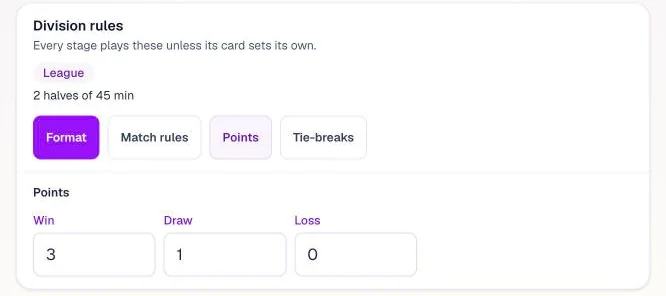 Division rules
Every stage plays these unless its card sets its own.
League
2 halves of 45 min
Format Match rules Points Tie-breaks
Points
Win Draw Loss
3 1 0